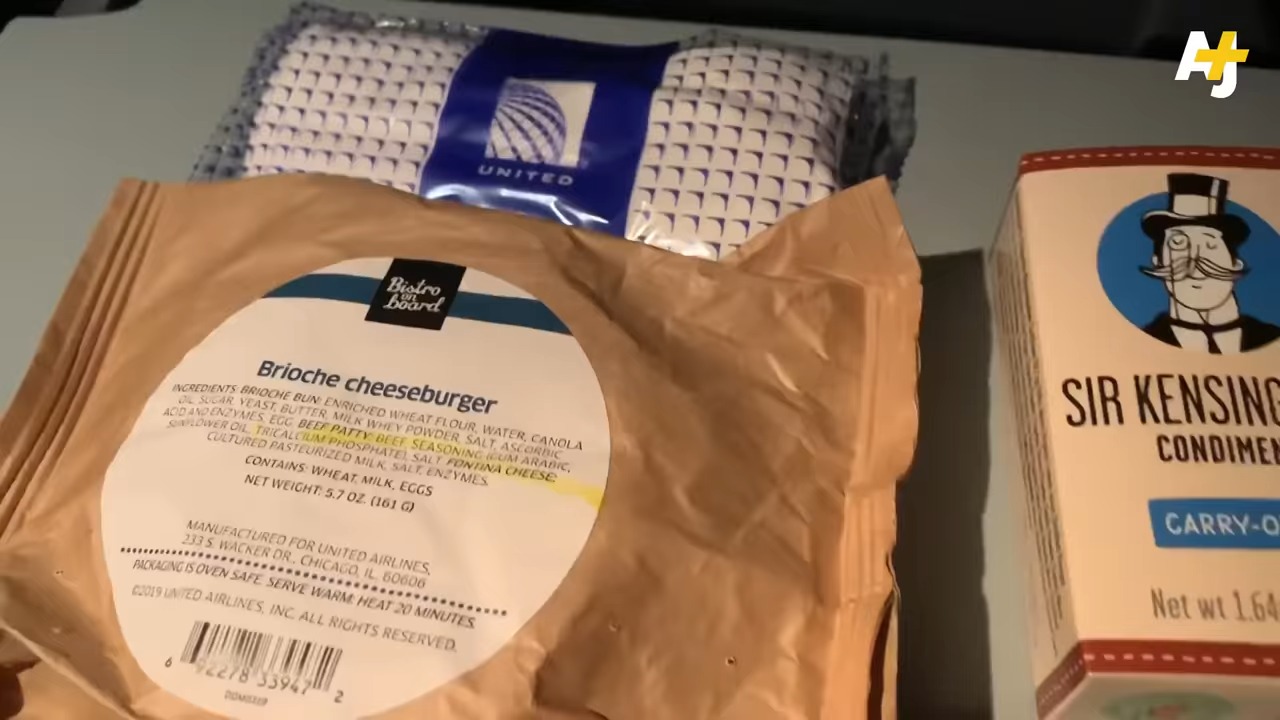 AJ+
UNITED
Bistro
on
board
Brioche cheeseburger
INGREDIENTS: BRIOCHE BUN: ENRICHED WHEAT FLOUR, WATER, CANOLA
OIL, SUGAR, YEAST, BUTTER, MILK WHEY POWDER, SALT, ASCORBIC
ACID AND ENZYMES, EGG. BEEF PATTY: BEEF SEASONING (GUM ARABIC,
SUNFLOWER OIL, TRICALCIUM PHOSPHATE), SALT. FONTINA CHEESE:
CULTURED PASTEURIZED MILK, SALT, ENZYMES.
CONTAINS: WHEAT, MILK, EGGS
NET WEIGHT: 5.7 OZ. (161 G)
MANUFACTURED FOR UNITED AIRLINES,
233 S. WACKER DR., CHICAGO, IL. 60606
PACKAGING IS OVEN SAFE. SERVE WARM: HEAT 20 MINUTES.
©2019 UNITED AIRLINES, INC. ALL RIGHTS RESERVED.
6 92278 33947 2
SIR KENSING
CONDIMEN
CARRY-O
Net wt 1.64